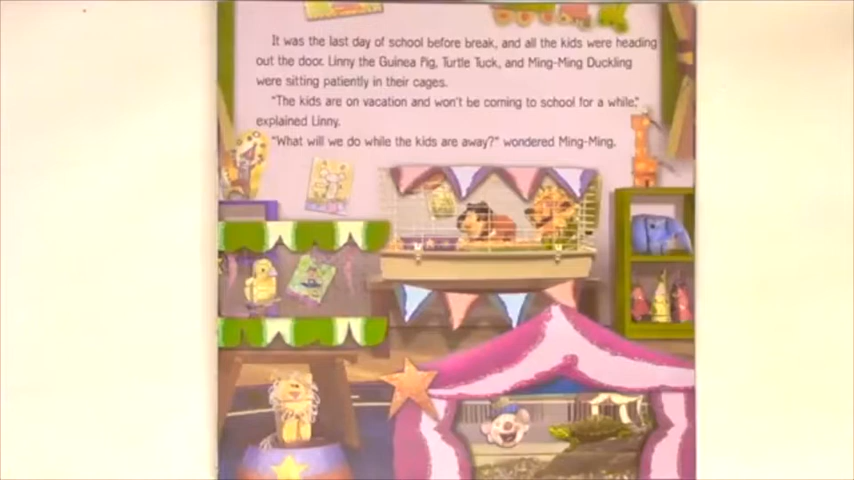 It was the last day of school before break, and all the kids were heading
out the door. Linny the Guinea Pig, Turtle Tuck, and Ming-Ming Duckling
were sitting patiently in their cages.
"The kids are on vacation and won't be coming to school for a while,"
explained Linny.
"What will we do while the kids are away?" wondered Ming-Ming.